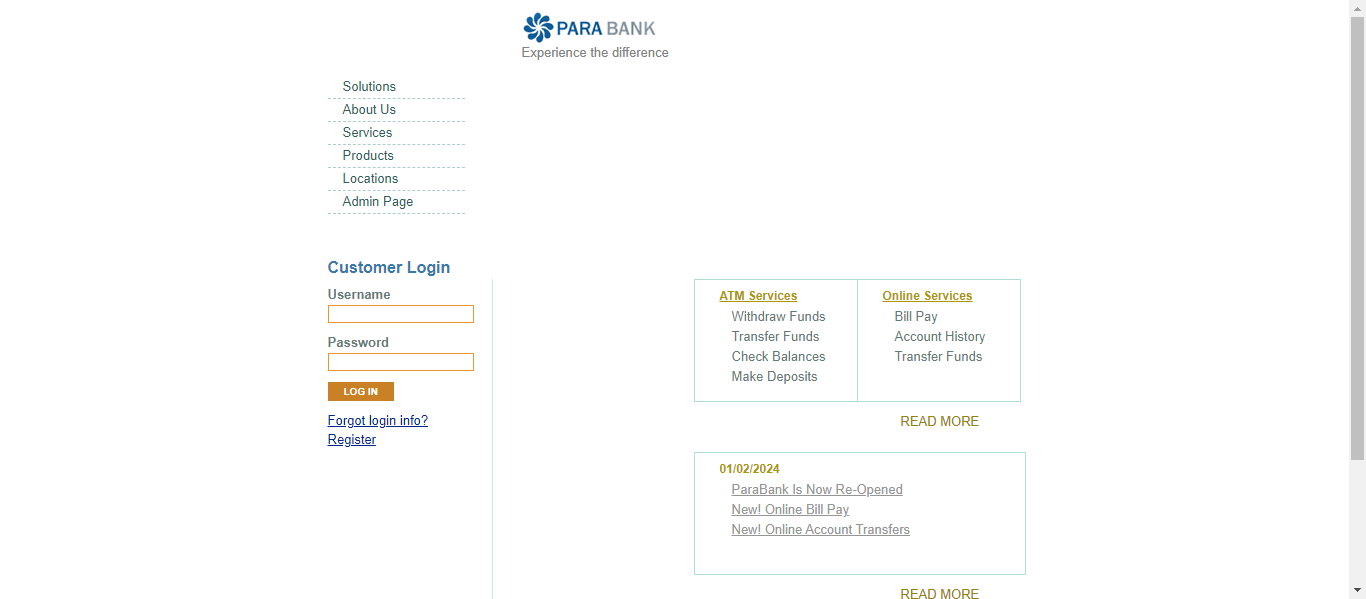 PARA BANK
Experience the difference
Solutions
About Us
Services
Products
Locations
Admin Page
Customer Login
Username
Password
LOG IN
Forgot login info?
Register
ATM Services
Withdraw Funds
Transfer Funds
Check Balances
Make Deposits
Online Services
Bill Pay
Account History
Transfer Funds
READ MORE
01/02/2024
ParaBank Is Now Re-Opened
New! Online Bill Pay
New! Online Account Transfers
READ MORE